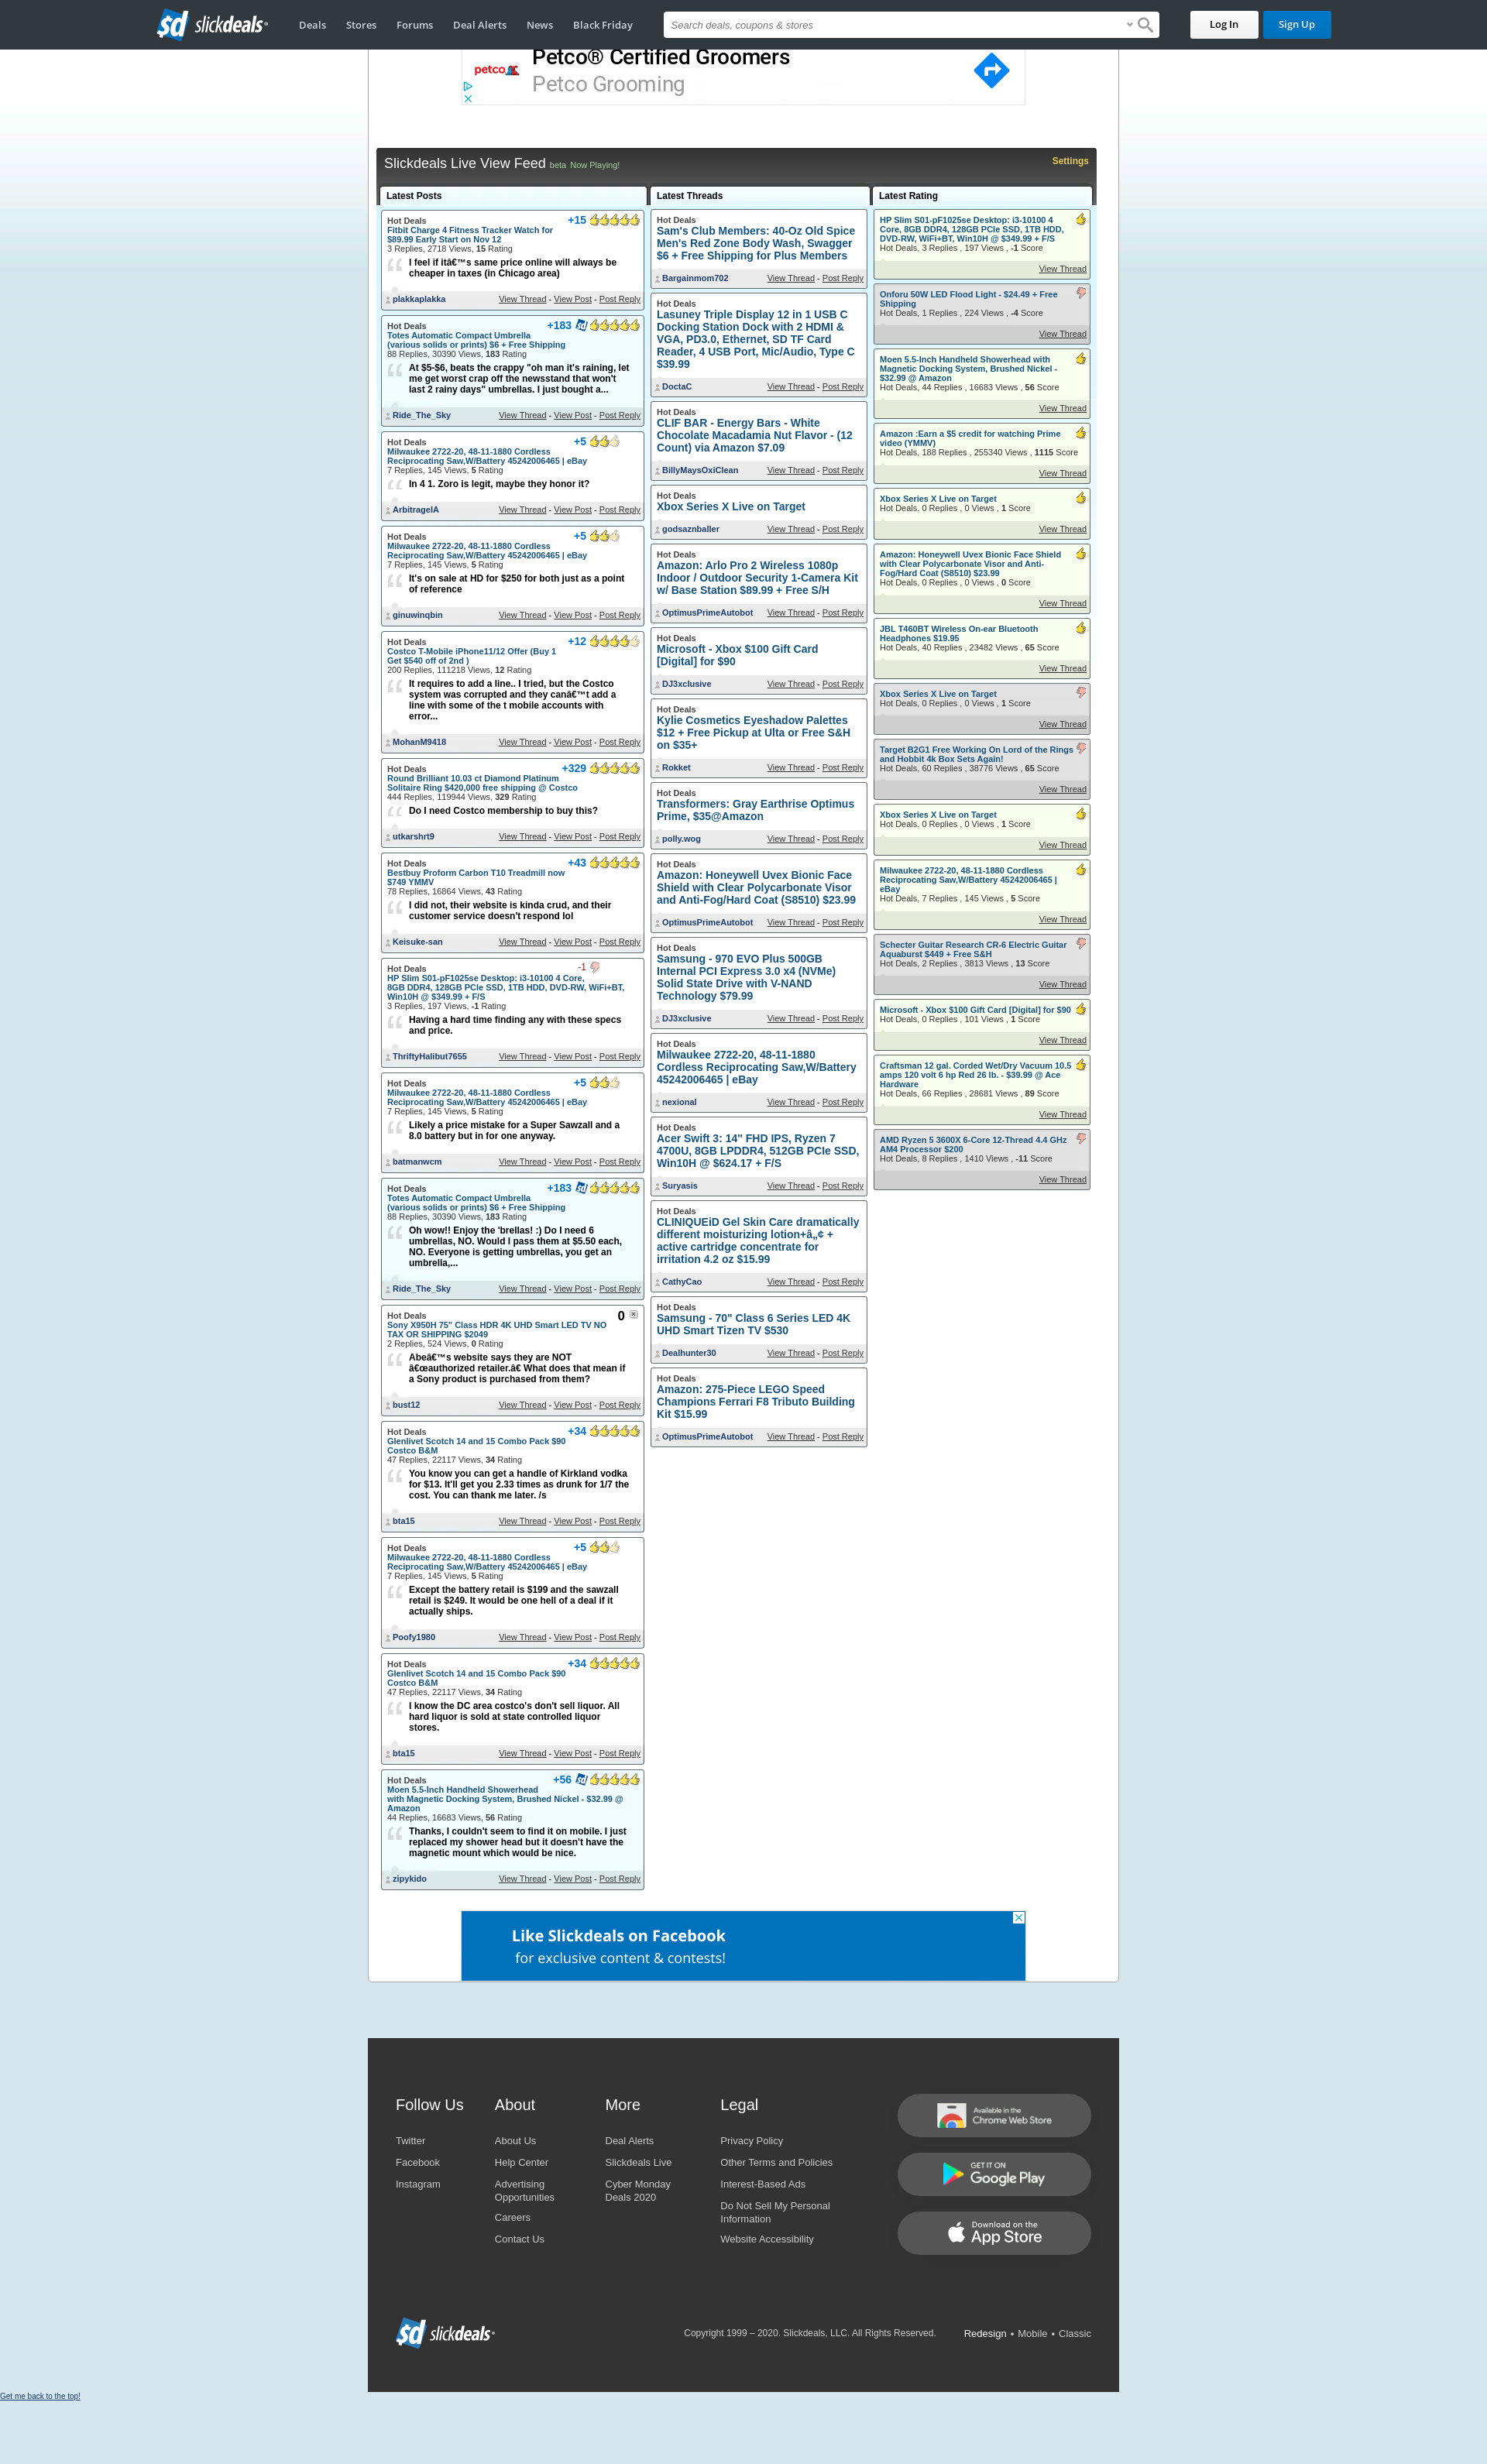 slickdeals
Deals
Stores
Forums
Deal Alerts
News
Black Friday
Search deals, coupons & stores
Log In
Sign Up
petco
Petco® Certified Groomers
Petco Grooming
Slickdeals Live View Feed beta Now Playing!
Settings
Latest Posts
Hot Deals
+15
Fitbit Charge 4 Fitness Tracker Watch for
$89.99 Early Start on Nov 12
3 Replies, 2718 Views, 15 Rating
I feel if itâ€™s same price online will always be
cheaper in taxes (in Chicago area)
plakkaplakka
View Thread - View Post - Post Reply
Hot Deals
+183
Totes Automatic Compact Umbrella
(various solids or prints) $6 + Free Shipping
88 Replies, 30390 Views, 183 Rating
At $5-$6, beats the crappy "oh man it's raining, let
me get worst crap off the newsstand that won't
last 2 rainy days" umbrellas. I just bought a...
Ride_The_Sky
View Thread - View Post - Post Reply
Hot Deals
+5
Milwaukee 2722-20, 48-11-1880 Cordless
Reciprocating Saw,W/Battery 45242006465 | eBay
7 Replies, 145 Views, 5 Rating
In 4 1. Zoro is legit, maybe they honor it?
ArbitrageIA
View Thread - View Post - Post Reply
Hot Deals
+5
Milwaukee 2722-20, 48-11-1880 Cordless
Reciprocating Saw,W/Battery 45242006465 | eBay
7 Replies, 145 Views, 5 Rating
It's on sale at HD for $250 for both just as a point
of reference
ginuwinqbin
View Thread - View Post - Post Reply
Hot Deals
+12
Costco T-Mobile iPhone11/12 Offer (Buy 1
Get $540 off of 2nd )
200 Replies, 111218 Views, 12 Rating
It requires to add a line.. I tried, but the Costco
system was corrupted and they canâ€™t add a
line with some of the t mobile accounts with
error...
MohanM9418
View Thread - View Post - Post Reply
Hot Deals
+329
Round Brilliant 10.03 ct Diamond Platinum
Solitaire Ring $420,000 free shipping @ Costco
444 Replies, 119944 Views, 329 Rating
Do I need Costco membership to buy this?
utkarshrt9
View Thread - View Post - Post Reply
Hot Deals
+43
Bestbuy Proform Carbon T10 Treadmill now
$749 YMMV
78 Replies, 16864 Views, 43 Rating
I did not, their website is kinda crud, and their
customer service doesn't respond lol
Keisuke-san
View Thread - View Post - Post Reply
Hot Deals
-1
HP Slim S01-pF1025se Desktop: i3-10100 4 Core,
8GB DDR4, 128GB PCIe SSD, 1TB HDD, DVD-RW, WiFi+BT,
Win10H @ $349.99 + F/S
3 Replies, 197 Views, -1 Rating
Having a hard time finding any with these specs
and price.
ThriftyHalibut7655
View Thread - View Post - Post Reply
Hot Deals
+5
Milwaukee 2722-20, 48-11-1880 Cordless
Reciprocating Saw,W/Battery 45242006465 | eBay
7 Replies, 145 Views, 5 Rating
Likely a price mistake for a Super Sawzall and a
8.0 battery but in for one anyway.
batmanwcm
View Thread - View Post - Post Reply
Hot Deals
+183
Totes Automatic Compact Umbrella
(various solids or prints) $6 + Free Shipping
88 Replies, 30390 Views, 183 Rating
Oh wow!! Enjoy the 'brellas! :) Do I need 6
umbrellas, NO. Would I pass them at $5.50 each,
NO. Everyone is getting umbrellas, you get an
umbrella,...
Ride_The_Sky
View Thread - View Post - Post Reply
Hot Deals
0
Sony X950H 75" Class HDR 4K UHD Smart LED TV NO
TAX OR SHIPPING $2049
2 Replies, 524 Views, 0 Rating
Abeâ€™s website says they are NOT
â€œauthorized retailer.â€ What does that mean if
a Sony product is purchased from them?
bust12
View Thread - View Post - Post Reply
Hot Deals
+34
Glenlivet Scotch 14 and 15 Combo Pack $90
Costco B&M
47 Replies, 22117 Views, 34 Rating
You know you can get a handle of Kirkland vodka
for $13. It'll get you 2.33 times as drunk for 1/7 the
cost. You can thank me later. /s
bta15
View Thread - View Post - Post Reply
Hot Deals
+5
Milwaukee 2722-20, 48-11-1880 Cordless
Reciprocating Saw,W/Battery 45242006465 | eBay
7 Replies, 145 Views, 5 Rating
Except the battery retail is $199 and the sawzall
retail is $249. It would be one hell of a deal if it
actually ships.
Poofy1980
View Thread - View Post - Post Reply
Hot Deals
+34
Glenlivet Scotch 14 and 15 Combo Pack $90
Costco B&M
47 Replies, 22117 Views, 34 Rating
I know the DC area costco's don't sell liquor. All
hard liquor is sold at state controlled liquor
stores.
bta15
View Thread - View Post - Post Reply
Hot Deals
+56
Moen 5.5-Inch Handheld Showerhead
with Magnetic Docking System, Brushed Nickel - $32.99 @
Amazon
44 Replies, 16683 Views, 56 Rating
Thanks, I couldn't seem to find it on mobile. I just
replaced my shower head but it doesn't have the
magnetic mount which would be nice.
zipykido
View Thread - View Post - Post Reply
Latest Threads
Hot Deals
Sam's Club Members: 40-Oz Old Spice
Men's Red Zone Body Wash, Swagger
$6 + Free Shipping for Plus Members
Bargainmom702
View Thread - Post Reply
Hot Deals
Lasuney Triple Display 12 in 1 USB C
Docking Station Dock with 2 HDMI &
VGA, PD3.0, Ethernet, SD TF Card
Reader, 4 USB Port, Mic/Audio, Type C
$39.99
DoctaC
View Thread - Post Reply
Hot Deals
CLIF BAR - Energy Bars - White
Chocolate Macadamia Nut Flavor - (12
Count) via Amazon $7.09
BillyMaysOxiClean
View Thread - Post Reply
Hot Deals
Xbox Series X Live on Target
godsaznballer
View Thread - Post Reply
Hot Deals
Amazon: Arlo Pro 2 Wireless 1080p
Indoor / Outdoor Security 1-Camera Kit
w/ Base Station $89.99 + Free S/H
OptimusPrimeAutobot
View Thread - Post Reply
Hot Deals
Microsoft - Xbox $100 Gift Card
[Digital] for $90
DJ3xclusive
View Thread - Post Reply
Hot Deals
Kylie Cosmetics Eyeshadow Palettes
$12 + Free Pickup at Ulta or Free S&H
on $35+
Rokket
View Thread - Post Reply
Hot Deals
Transformers: Gray Earthrise Optimus
Prime, $35@Amazon
polly.wog
View Thread - Post Reply
Hot Deals
Amazon: Honeywell Uvex Bionic Face
Shield with Clear Polycarbonate Visor
and Anti-Fog/Hard Coat (S8510) $23.99
OptimusPrimeAutobot
View Thread - Post Reply
Hot Deals
Samsung - 970 EVO Plus 500GB
Internal PCI Express 3.0 x4 (NVMe)
Solid State Drive with V-NAND
Technology $79.99
DJ3xclusive
View Thread - Post Reply
Hot Deals
Milwaukee 2722-20, 48-11-1880
Cordless Reciprocating Saw,W/Battery
45242006465 | eBay
nexional
View Thread - Post Reply
Hot Deals
Acer Swift 3: 14'' FHD IPS, Ryzen 7
4700U, 8GB LPDDR4, 512GB PCIe SSD,
Win10H @ $624.17 + F/S
Suryasis
View Thread - Post Reply
Hot Deals
CLINIQUEiD Gel Skin Care dramatically
different moisturizing lotion+â„¢ +
active cartridge concentrate for
irritation 4.2 oz $15.99
CathyCao
View Thread - Post Reply
Hot Deals
Samsung - 70" Class 6 Series LED 4K
UHD Smart Tizen TV $530
Dealhunter30
View Thread - Post Reply
Hot Deals
Amazon: 275-Piece LEGO Speed
Champions Ferrari F8 Tributo Building
Kit $15.99
OptimusPrimeAutobot
View Thread - Post Reply
Latest Rating
HP Slim S01-pF1025se Desktop: i3-10100 4
Core, 8GB DDR4, 128GB PCIe SSD, 1TB HDD,
DVD-RW, WiFi+BT, Win10H @ $349.99 + F/S
Hot Deals, 3 Replies , 197 Views , -1 Score
View Thread
Onforu 50W LED Flood Light - $24.49 + Free
Shipping
Hot Deals, 1 Replies , 224 Views , -4 Score
View Thread
Moen 5.5-Inch Handheld Showerhead with
Magnetic Docking System, Brushed Nickel -
$32.99 @ Amazon
Hot Deals, 44 Replies , 16683 Views , 56 Score
View Thread
Amazon :Earn a $5 credit for watching Prime
video (YMMV)
Hot Deals, 188 Replies , 255340 Views , 1115 Score
View Thread
Xbox Series X Live on Target
Hot Deals, 0 Replies , 0 Views , 1 Score
View Thread
Amazon: Honeywell Uvex Bionic Face Shield
with Clear Polycarbonate Visor and Anti-
Fog/Hard Coat (S8510) $23.99
Hot Deals, 0 Replies , 0 Views , 0 Score
View Thread
JBL T460BT Wireless On-ear Bluetooth
Headphones $19.95
Hot Deals, 40 Replies , 23482 Views , 65 Score
View Thread
Xbox Series X Live on Target
Hot Deals, 0 Replies , 0 Views , 1 Score
View Thread
Target B2G1 Free Working On Lord of the Rings
and Hobbit 4k Box Sets Again!
Hot Deals, 60 Replies , 38776 Views , 65 Score
View Thread
Xbox Series X Live on Target
Hot Deals, 0 Replies , 0 Views , 1 Score
View Thread
Milwaukee 2722-20, 48-11-1880 Cordless
Reciprocating Saw,W/Battery 45242006465 |
eBay
Hot Deals, 7 Replies , 145 Views , 5 Score
View Thread
Schecter Guitar Research CR-6 Electric Guitar
Aquaburst $449 + Free S&H
Hot Deals, 2 Replies , 3813 Views , 13 Score
View Thread
Microsoft - Xbox $100 Gift Card [Digital] for $90
Hot Deals, 0 Replies , 101 Views , 1 Score
View Thread
Craftsman 12 gal. Corded Wet/Dry Vacuum 10.5
amps 120 volt 6 hp Red 26 lb. - $39.99 @ Ace
Hardware
Hot Deals, 66 Replies , 28681 Views , 89 Score
View Thread
AMD Ryzen 5 3600X 6-Core 12-Thread 4.4 GHz
AM4 Processor $200
Hot Deals, 8 Replies , 1410 Views , -11 Score
View Thread
Like Slickdeals on Facebook
for exclusive content & contests!
Follow Us
Twitter
Facebook
Instagram
About
About Us
Help Center
Advertising
Opportunities
Careers
Contact Us
More
Deal Alerts
Slickdeals Live
Cyber Monday
Deals 2020
Legal
Privacy Policy
Other Terms and Policies
Interest-Based Ads
Do Not Sell My Personal
Information
Website Accessibility
Available in the
Chrome Web Store
GET IT ON
Google Play
Download on the
App Store
slickdeals
Copyright 1999 – 2020. Slickdeals, LLC. All Rights Reserved.
Redesign • Mobile • Classic
Get me back to the top!